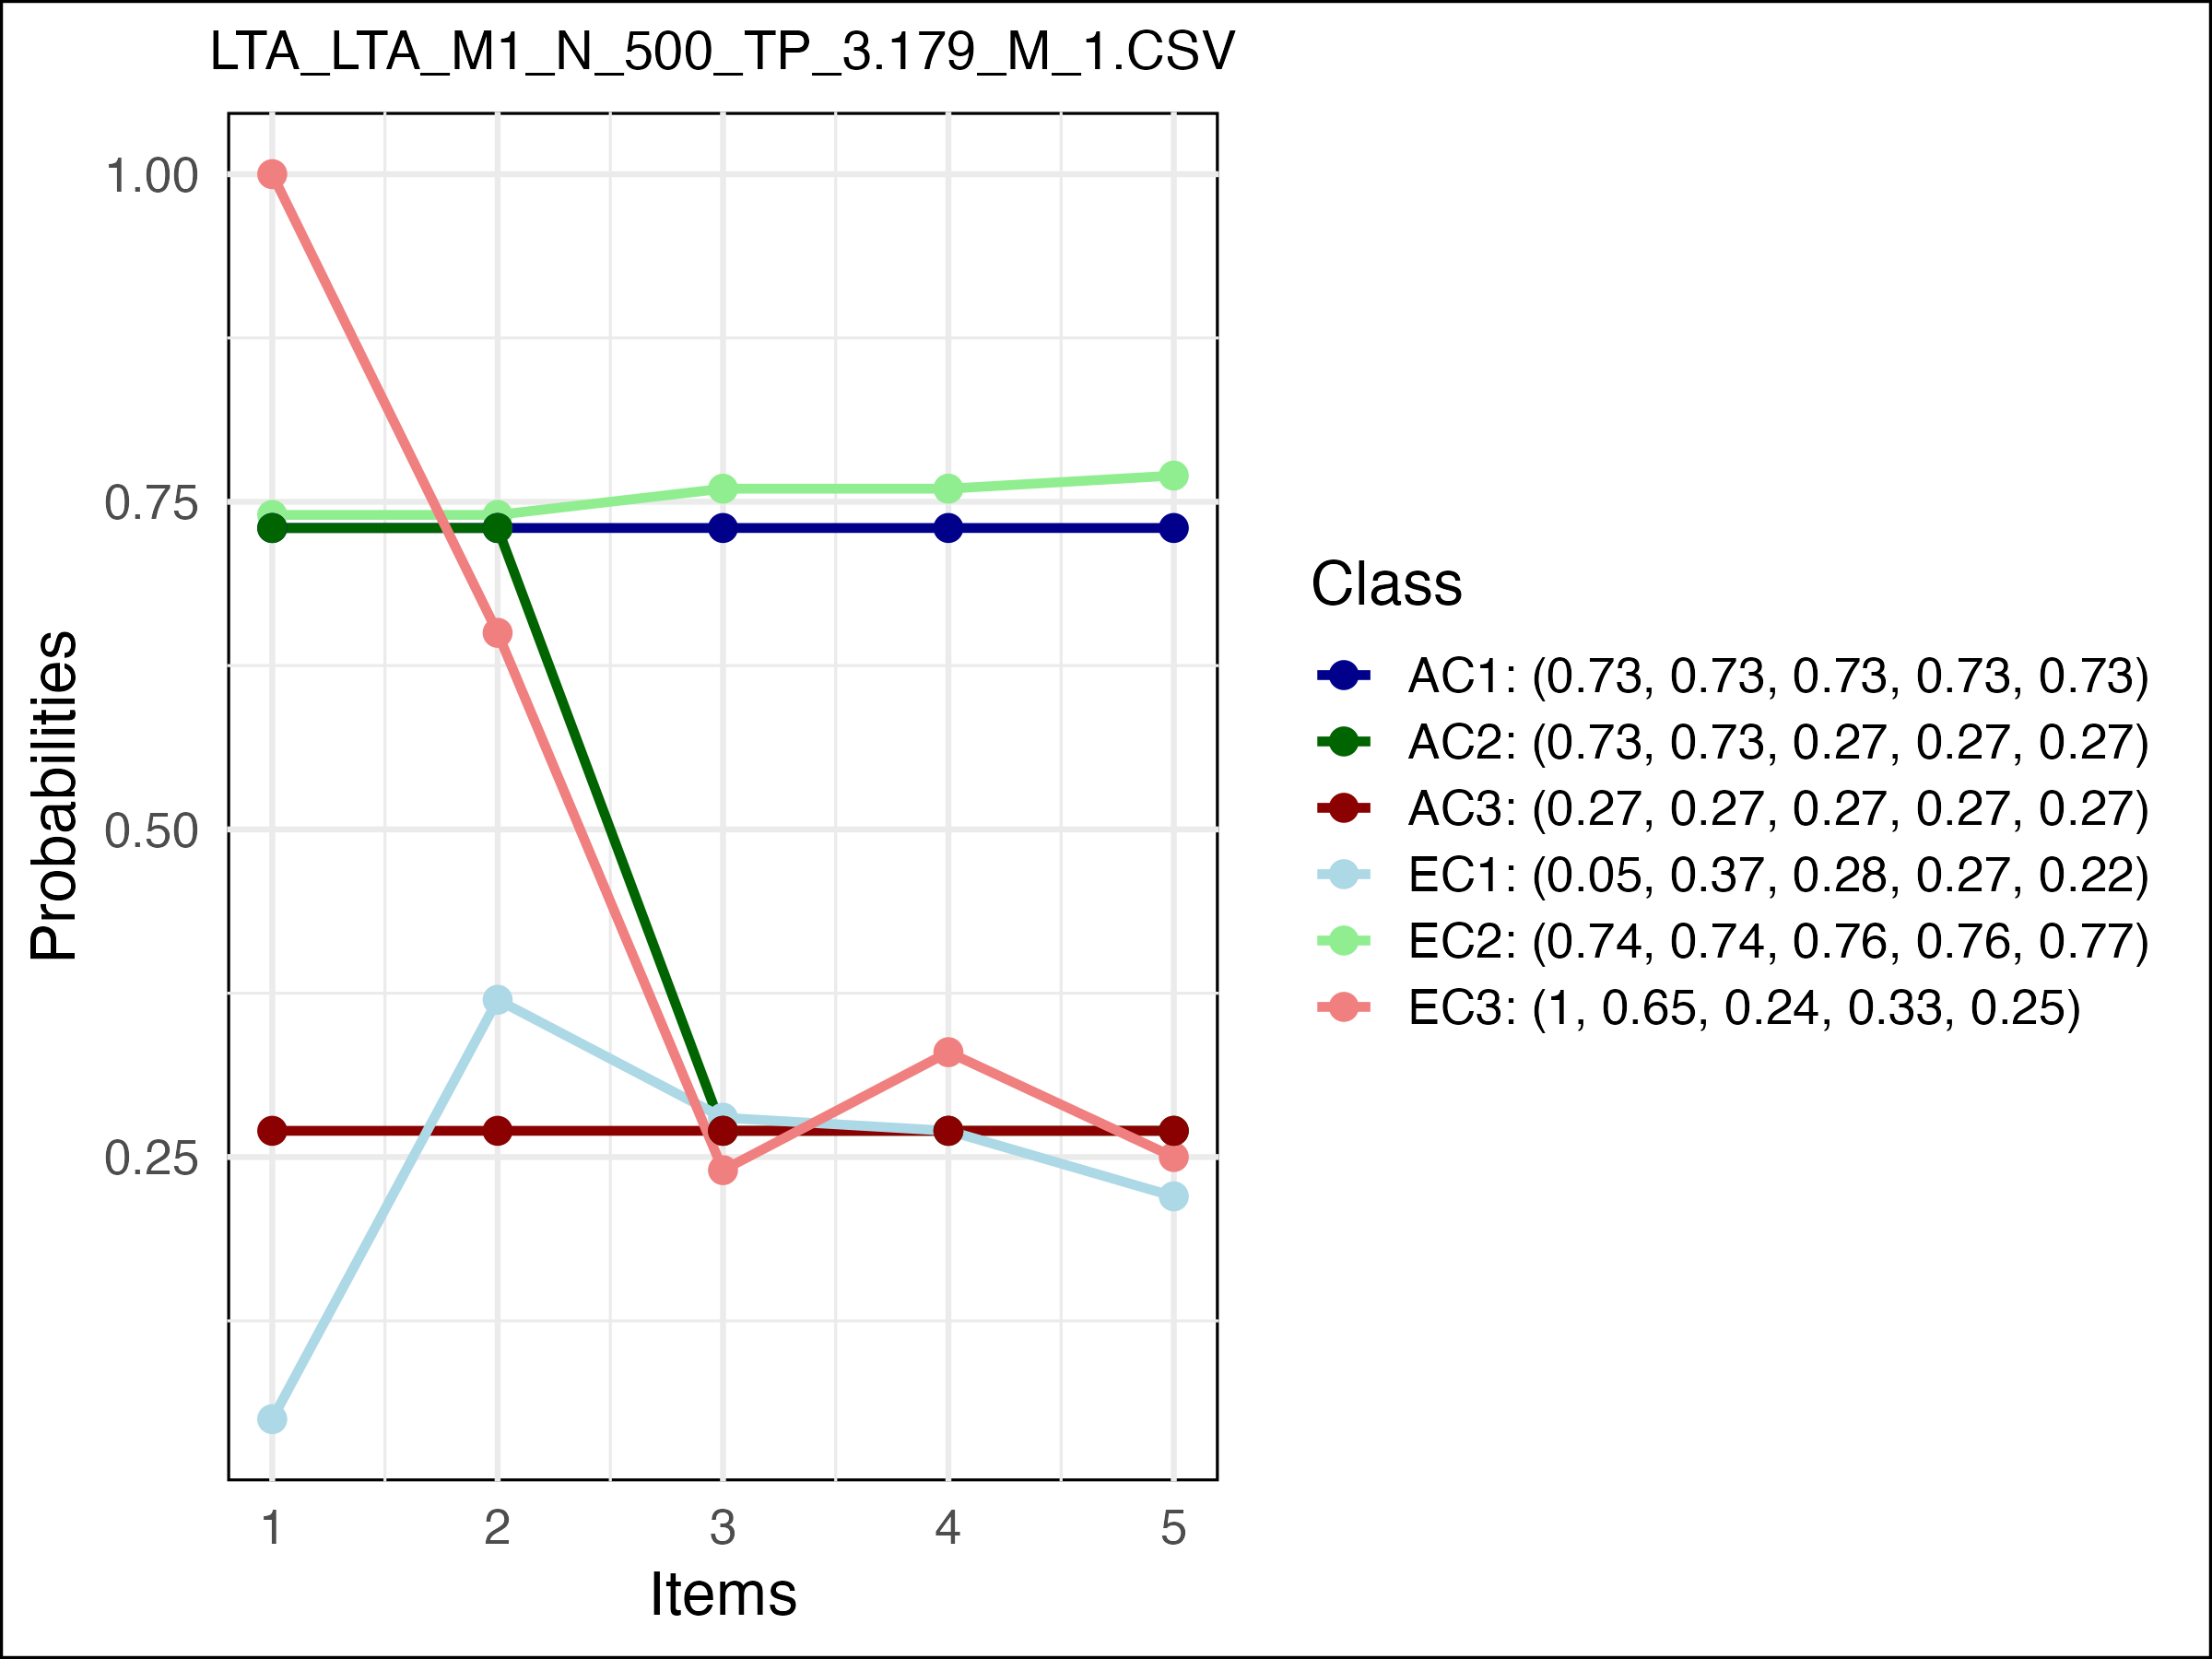 LTA_LTA_M1_N_500_TP_3.179_M_1.CSV
1.00
0.75
0.50
0.25
Probabilities
1 2 3 4 5
Items
Class
AC1: (0.73, 0.73, 0.73, 0.73, 0.73)
AC2: (0.73, 0.73, 0.27, 0.27, 0.27)
AC3: (0.27, 0.27, 0.27, 0.27, 0.27)
EC1: (0.05, 0.37, 0.28, 0.27, 0.22)
EC2: (0.74, 0.74, 0.76, 0.76, 0.77)
EC3: (1, 0.65, 0.24, 0.33, 0.25)